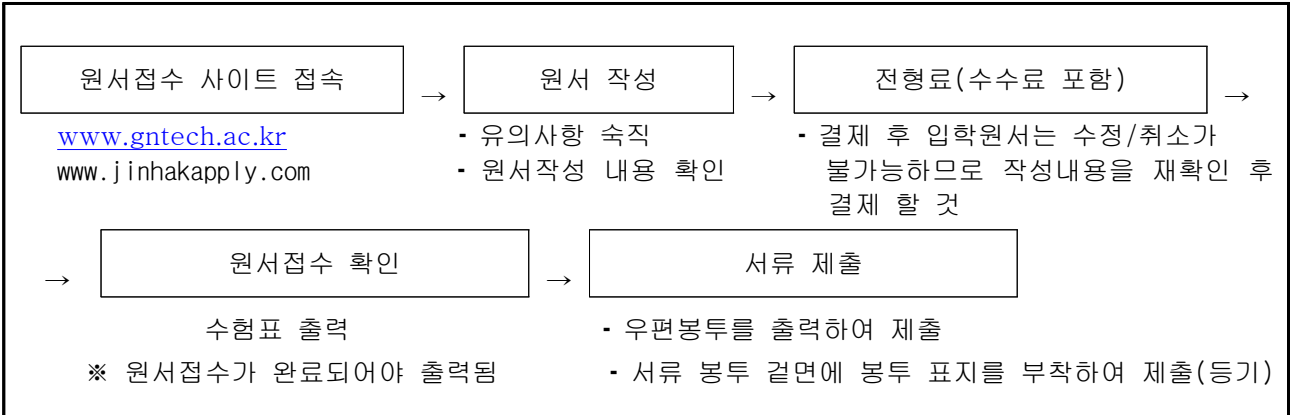 원서접수 사이트 접속 → 원서 작성 → 전형료(수수료 포함) →
www.gntech.ac.kr
www.jinhakapply.com
- 유의사항 숙직
- 원서작성 내용 확인
- 결제 후 입학원서는 수정/취소가
불가능하므로 작성내용을 재확인 후
결제 할 것
→ 원서접수 확인 → 서류 제출
수험표 출력
※ 원서접수가 완료되어야 출력됨
- 우편봉투를 출력하여 제출
- 서류 봉투 겉면에 봉투 표지를 부착하여 제출(등기)